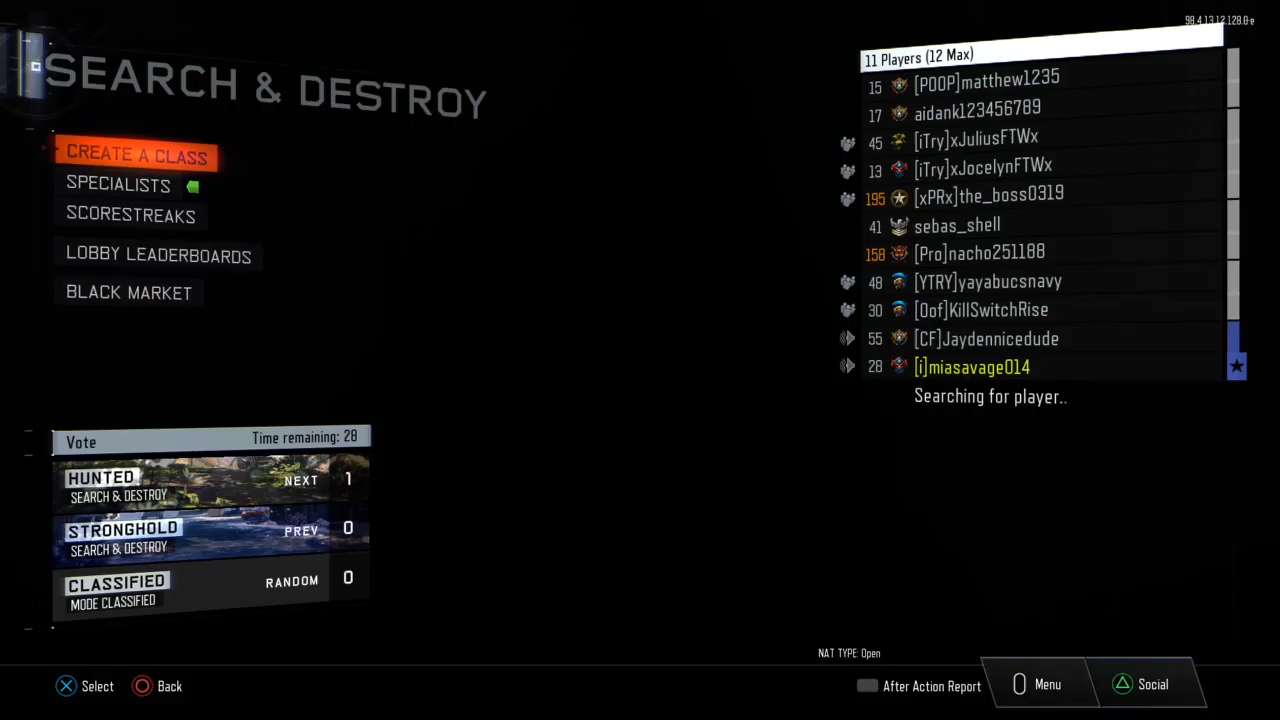 98.4.13.12.128.0-e
SEARCH & DESTROY
CREATE A CLASS
SPECIALISTS
SCORESTREAKS
LOBBY LEADERBOARDS
BLACK MARKET
11 Players (12 Max)
15 [POOP]matthew1235
17 aidank123456789
45 [iTry]xJuliusFTWx
13 [iTry]xJocelynFTWx
195 [xPRx]the_boss0319
41 sebas_shell
158 [Pro]nacho251188
48 [YTRY]yayabucsnavy
30 [Oof]KillSwitchRise
55 [CF]Jaydennicedude
28 [i]miasavage014
Searching for player..
Vote Time remaining: 28
HUNTED NEXT 1
SEARCH & DESTROY
STRONGHOLD PREV 0
SEARCH & DESTROY
CLASSIFIED RANDOM 0
MODE CLASSIFIED
NAT TYPE: Open
Select Back After Action Report Menu Social